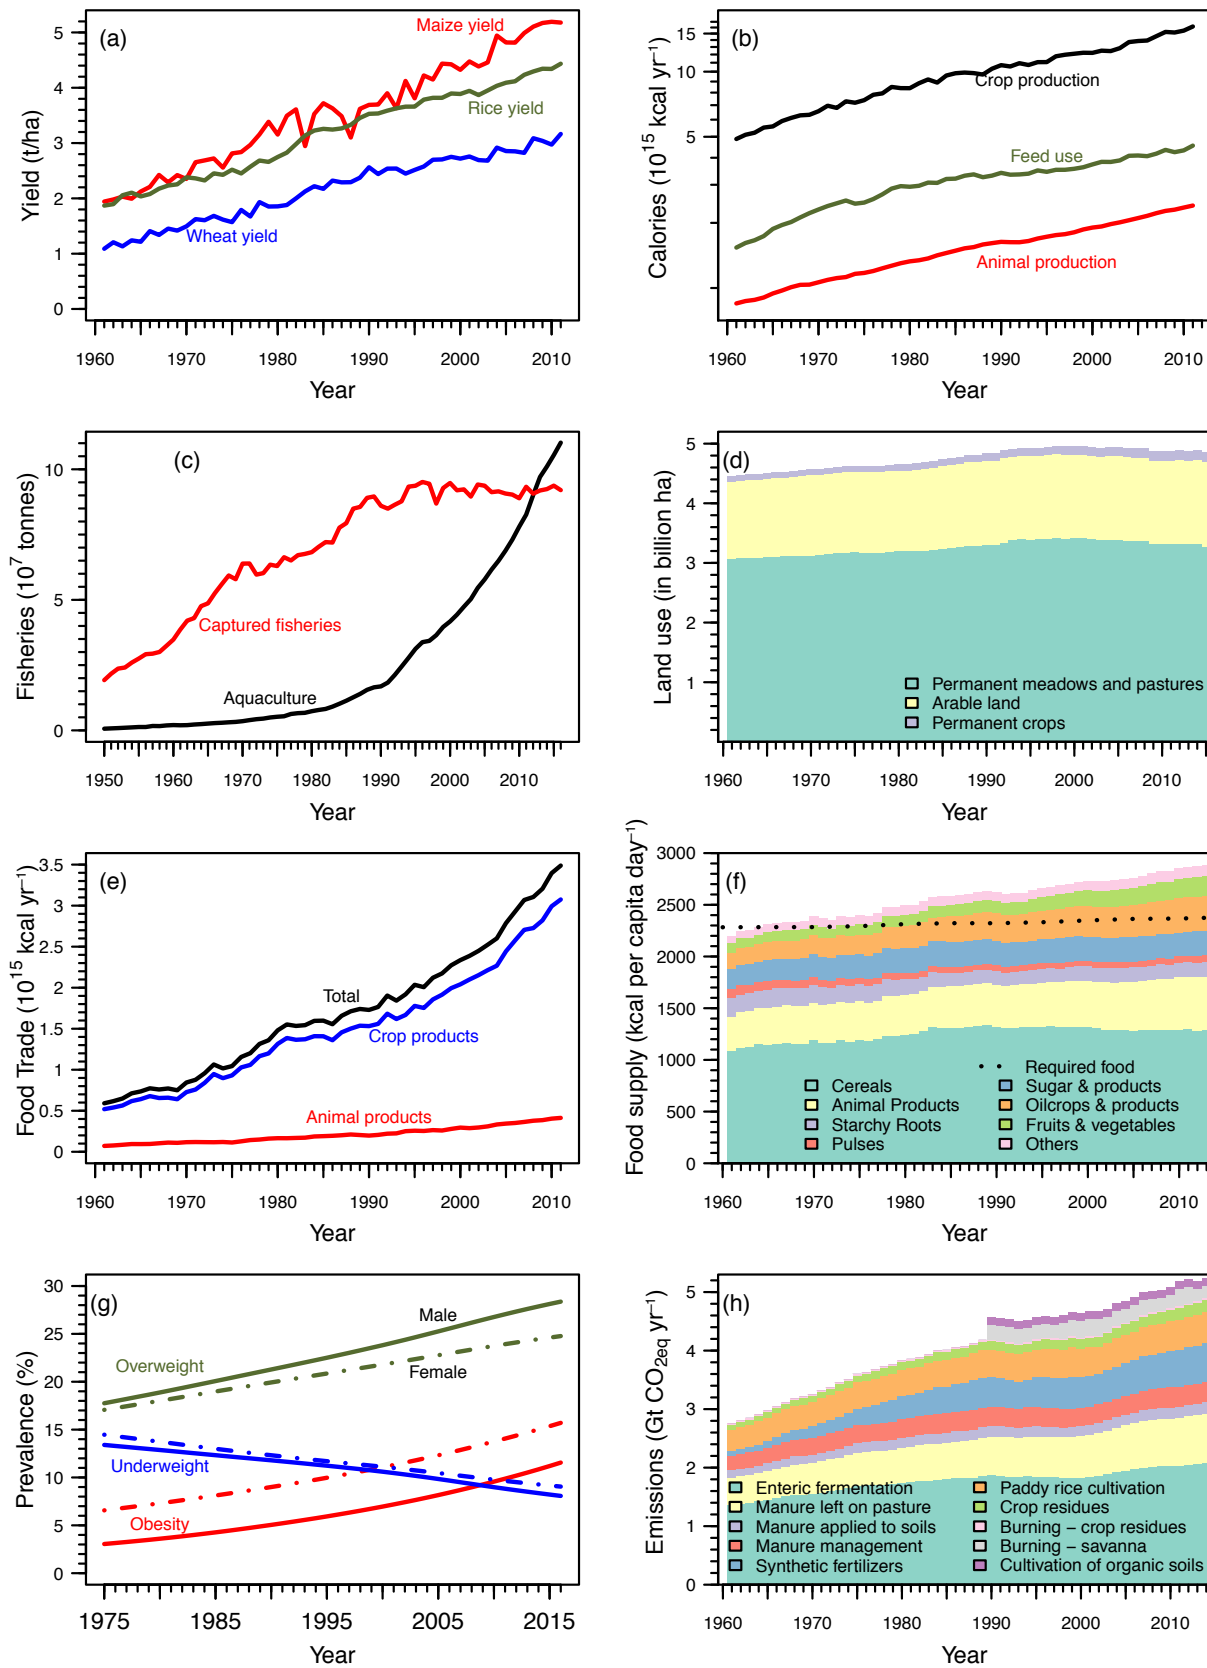 (a)
Maize yield
Rice yield
Wheat yield
Yield (t/ha)
5
4
3
2
1
0
1960 1970 1980 1990 2000 2010
Year
(b)
Crop production
Feed use
Animal production
Calories (10¹⁵ kcal yr⁻¹)
15
10
5
1960 1970 1980 1990 2000 2010
Year
(c)
Captured fisheries
Aquaculture
Fisheries (10⁷ tonnes)
10
5
0
1950 1960 1970 1980 1990 2000 2010
Year
(d)
Land use (in billion ha)
5
4
3
2
1
Permanent meadows and pastures
Arable land
Permanent crops
1960 1970 1980 1990 2000 2010
Year
(e)
Total
Crop products
Animal products
Food Trade (10¹⁵ kcal yr⁻¹)
3.5
3
2.5
2
1.5
1
0.5
0
1960 1970 1980 1990 2000 2010
Year
(f)
Food supply (kcal per capita day⁻¹)
3000
2500
2000
1500
1000
500
0
Required food
Cereals
Animal Products
Starchy Roots
Pulses
Sugar & products
Oilcrops & products
Fruits & vegetables
Others
1960 1970 1980 1990 2000 2010
Year
(g)
Male
Female
Overweight
Underweight
Obesity
Prevalence (%)
30
25
20
15
10
5
0
1975 1985 1995 2005 2015
Year
(h)
Emissions (Gt CO₂eq yr⁻¹)
5
4
3
2
1
0
Enteric fermentation
Manure left on pasture
Manure applied to soils
Manure management
Synthetic fertilizers
Paddy rice cultivation
Crop residues
Burning − crop residues
Burning − savanna
Cultivation of organic soils
1960 1970 1980 1990 2000 2010
Year